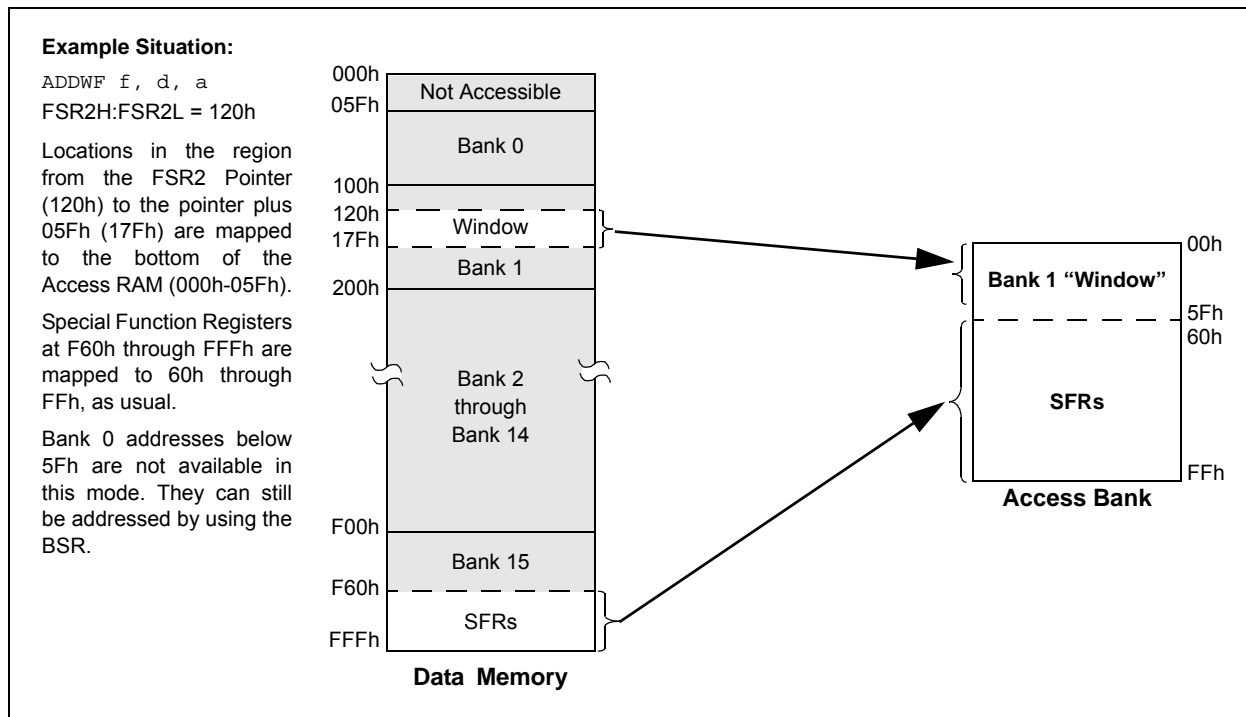 Example Situation:
ADDWF f, d, a
FSR2H:FSR2L = 120h
Locations in the region
from the FSR2 Pointer
(120h) to the pointer plus
05Fh (17Fh) are mapped
to the bottom of the
Access RAM (000h-05Fh).
Special Function Registers
at F60h through FFFh are
mapped to 60h through
FFh, as usual.
Bank 0 addresses below
5Fh are not available in
this mode. They can still
be addressed by using the
BSR.
000h
Not Accessible
05Fh
Bank 0
100h
120h
Window
17Fh
Bank 1
200h
Bank 2
through
Bank 14
F00h
Bank 15
F60h
SFRs
FFFh
Data Memory
00h
Bank 1 “Window”
5Fh
60h
SFRs
FFh
Access Bank